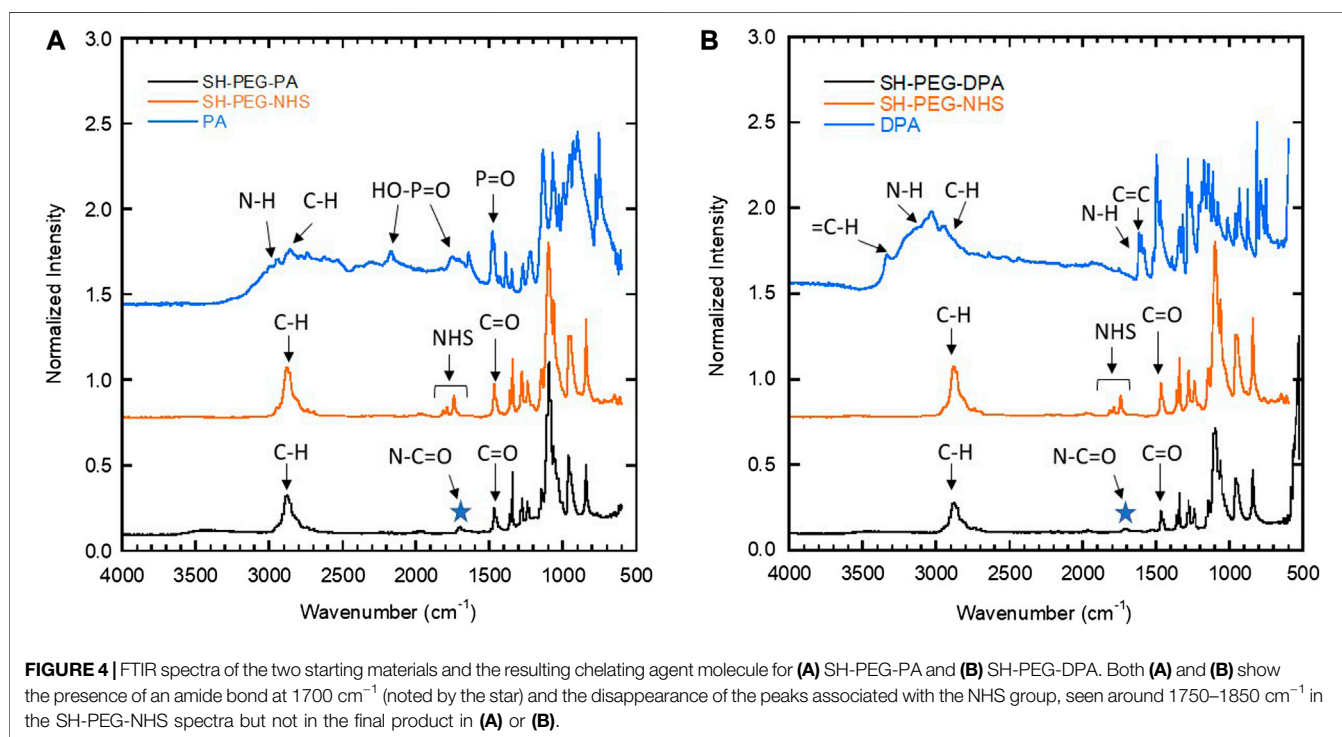 A
3.0
2.5
2.0
1.5
1.0
0.5
0.0
Normalized Intensity
SH-PEG-PA
SH-PEG-NHS
PA
N-H
C-H
HO-P=O
P=O
C-H
NHS
C=O
C-H
N-C=O
C=O
4000 3500 3000 2500 2000 1500 1000 500
Wavenumber (cm⁻¹)
B
3.0
2.5
2.0
1.5
1.0
0.5
0.0
Normalized Intensity
SH-PEG-DPA
SH-PEG-NHS
DPA
=C-H
N-H
C-H
N-H
C=C
C-H
NHS
C=O
C-H
N-C=O
C=O
4000 3500 3000 2500 2000 1500 1000 500
Wavenumber (cm⁻¹)
FIGURE 4 | FTIR spectra of the two starting materials and the resulting chelating agent molecule for (A) SH-PEG-PA and (B) SH-PEG-DPA. Both (A) and (B) show
the presence of an amide bond at 1700 cm⁻¹ (noted by the star) and the disappearance of the peaks associated with the NHS group, seen around 1750–1850 cm⁻¹ in
the SH-PEG-NHS spectra but not in the final product in (A) or (B).